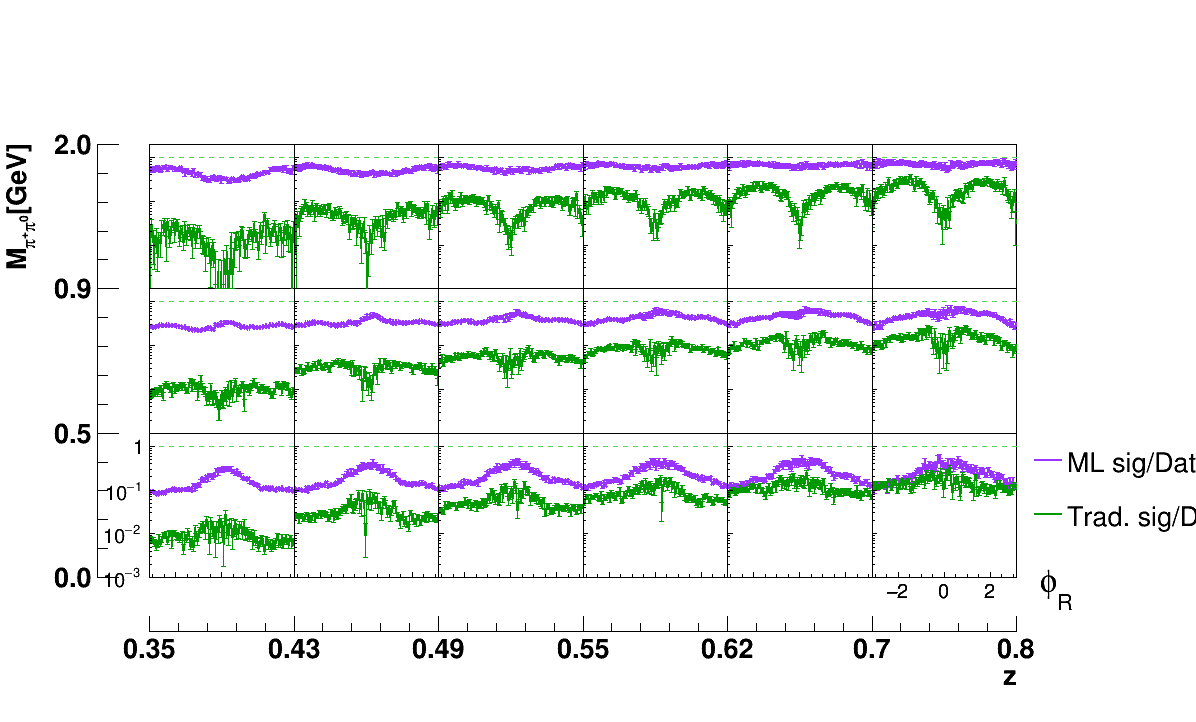 2.0
M_{π⁺π⁰}[GeV]
0.9
0.5
1
10⁻¹
10⁻²
10⁻³
0.0
ML sig/Dat
Trad. sig/D
−2 0 2
ϕ_R
0.35 0.43 0.49 0.55 0.62 0.7 0.8
z